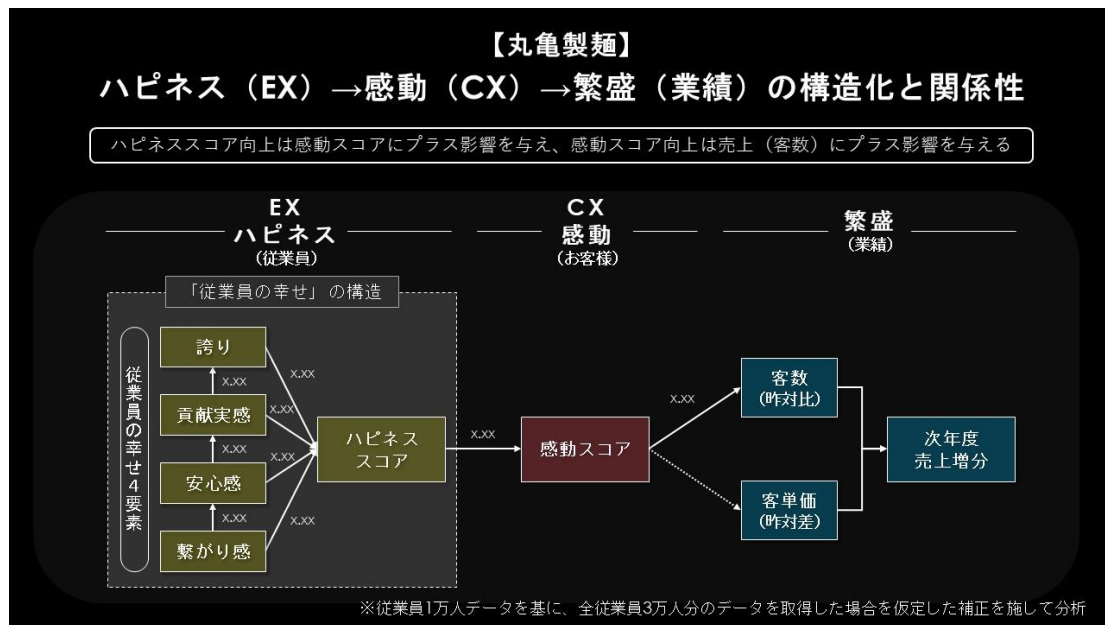 【丸亀製麺】
ハピネス（EX）→感動（CX）→繁盛（業績）の構造化と関係性
ハピネススコア向上は感動スコアにプラス影響を与え、感動スコア向上は売上（客数）にプラス影響を与える
EX
ハピネス
(従業員)
CX
感動
(お客様)
繁盛
(業績)
「従業員の幸せ」の構造
従業員の幸せ4要素
誇り
X.XX
X.XX
貢献実感
X.XX
X.XX
安心感
X.XX
X.XX
繋がり感
X.XX
ハピネス
スコア
X.XX
感動スコア
X.XX
客数
(昨対比)
客単価
(昨対差)
次年度
売上増分
※従業員1万人データを基に、全従業員3万人分のデータを取得した場合を仮定した補正を施して分析